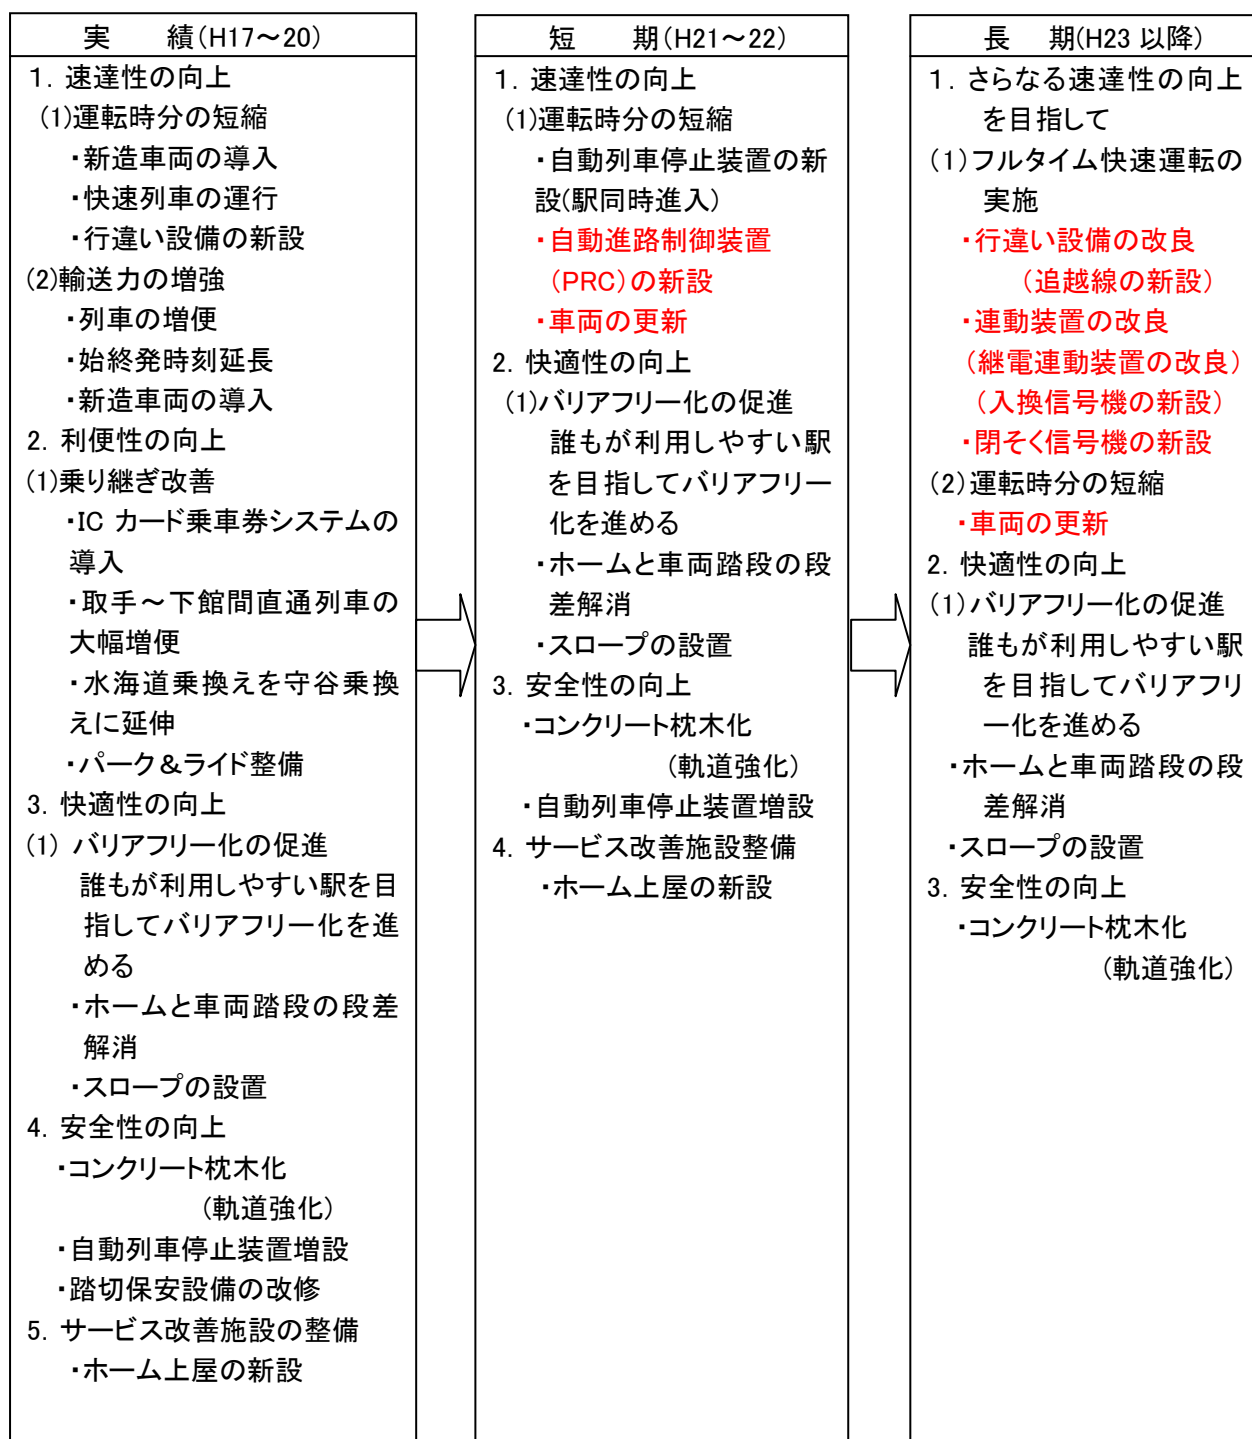 実　　績(H17～20)
1．速達性の向上
(1)運転時分の短縮
・新造車両の導入
・快速列車の運行
・行違い設備の新設
(2)輸送力の増強
・列車の増便
・始終発時刻延長
・新造車両の導入
2．利便性の向上
(1)乗り継ぎ改善
・IC カード乗車券システムの
導入
・取手～下館間直通列車の
大幅増便
・水海道乗換えを守谷乗換
えに延伸
・パーク＆ライド整備
3．快適性の向上
(1) バリアフリー化の促進
誰もが利用しやすい駅を目
指してバリアフリー化を進
める
・ホームと車両踏段の段差
解消
・スロープの設置
4．安全性の向上
・コンクリート枕木化
（軌道強化）
・自動列車停止装置増設
・踏切保安設備の改修
5．サービス改善施設の整備
・ホーム上屋の新設
短　　期(H21～22)
1．速達性の向上
(1)運転時分の短縮
・自動列車停止装置の新
設(駅同時進入)
・自動進路制御装置
（PRC）の新設
・車両の更新
2．快適性の向上
(1)バリアフリー化の促進
誰もが利用しやすい駅
を目指してバリアフリー
化を進める
・ホームと車両踏段の段
差解消
・スロープの設置
3．安全性の向上
・コンクリート枕木化
（軌道強化）
・自動列車停止装置増設
4．サービス改善施設整備
・ホーム上屋の新設
長　　期(H23 以降)
1．さらなる速達性の向上
を目指して
(1)フルタイム快速運転の
実施
・行違い設備の改良
（追越線の新設）
・連動装置の改良
（継電連動装置の改良）
（入換信号機の新設）
・閉そく信号機の新設
(2)運転時分の短縮
・車両の更新
2．快適性の向上
(1)バリアフリー化の促進
誰もが利用しやすい駅
を目指してバリアフリ
ー化を進める
・ホームと車両踏段の段
差解消
・スロープの設置
3．安全性の向上
・コンクリート枕木化
（軌道強化）